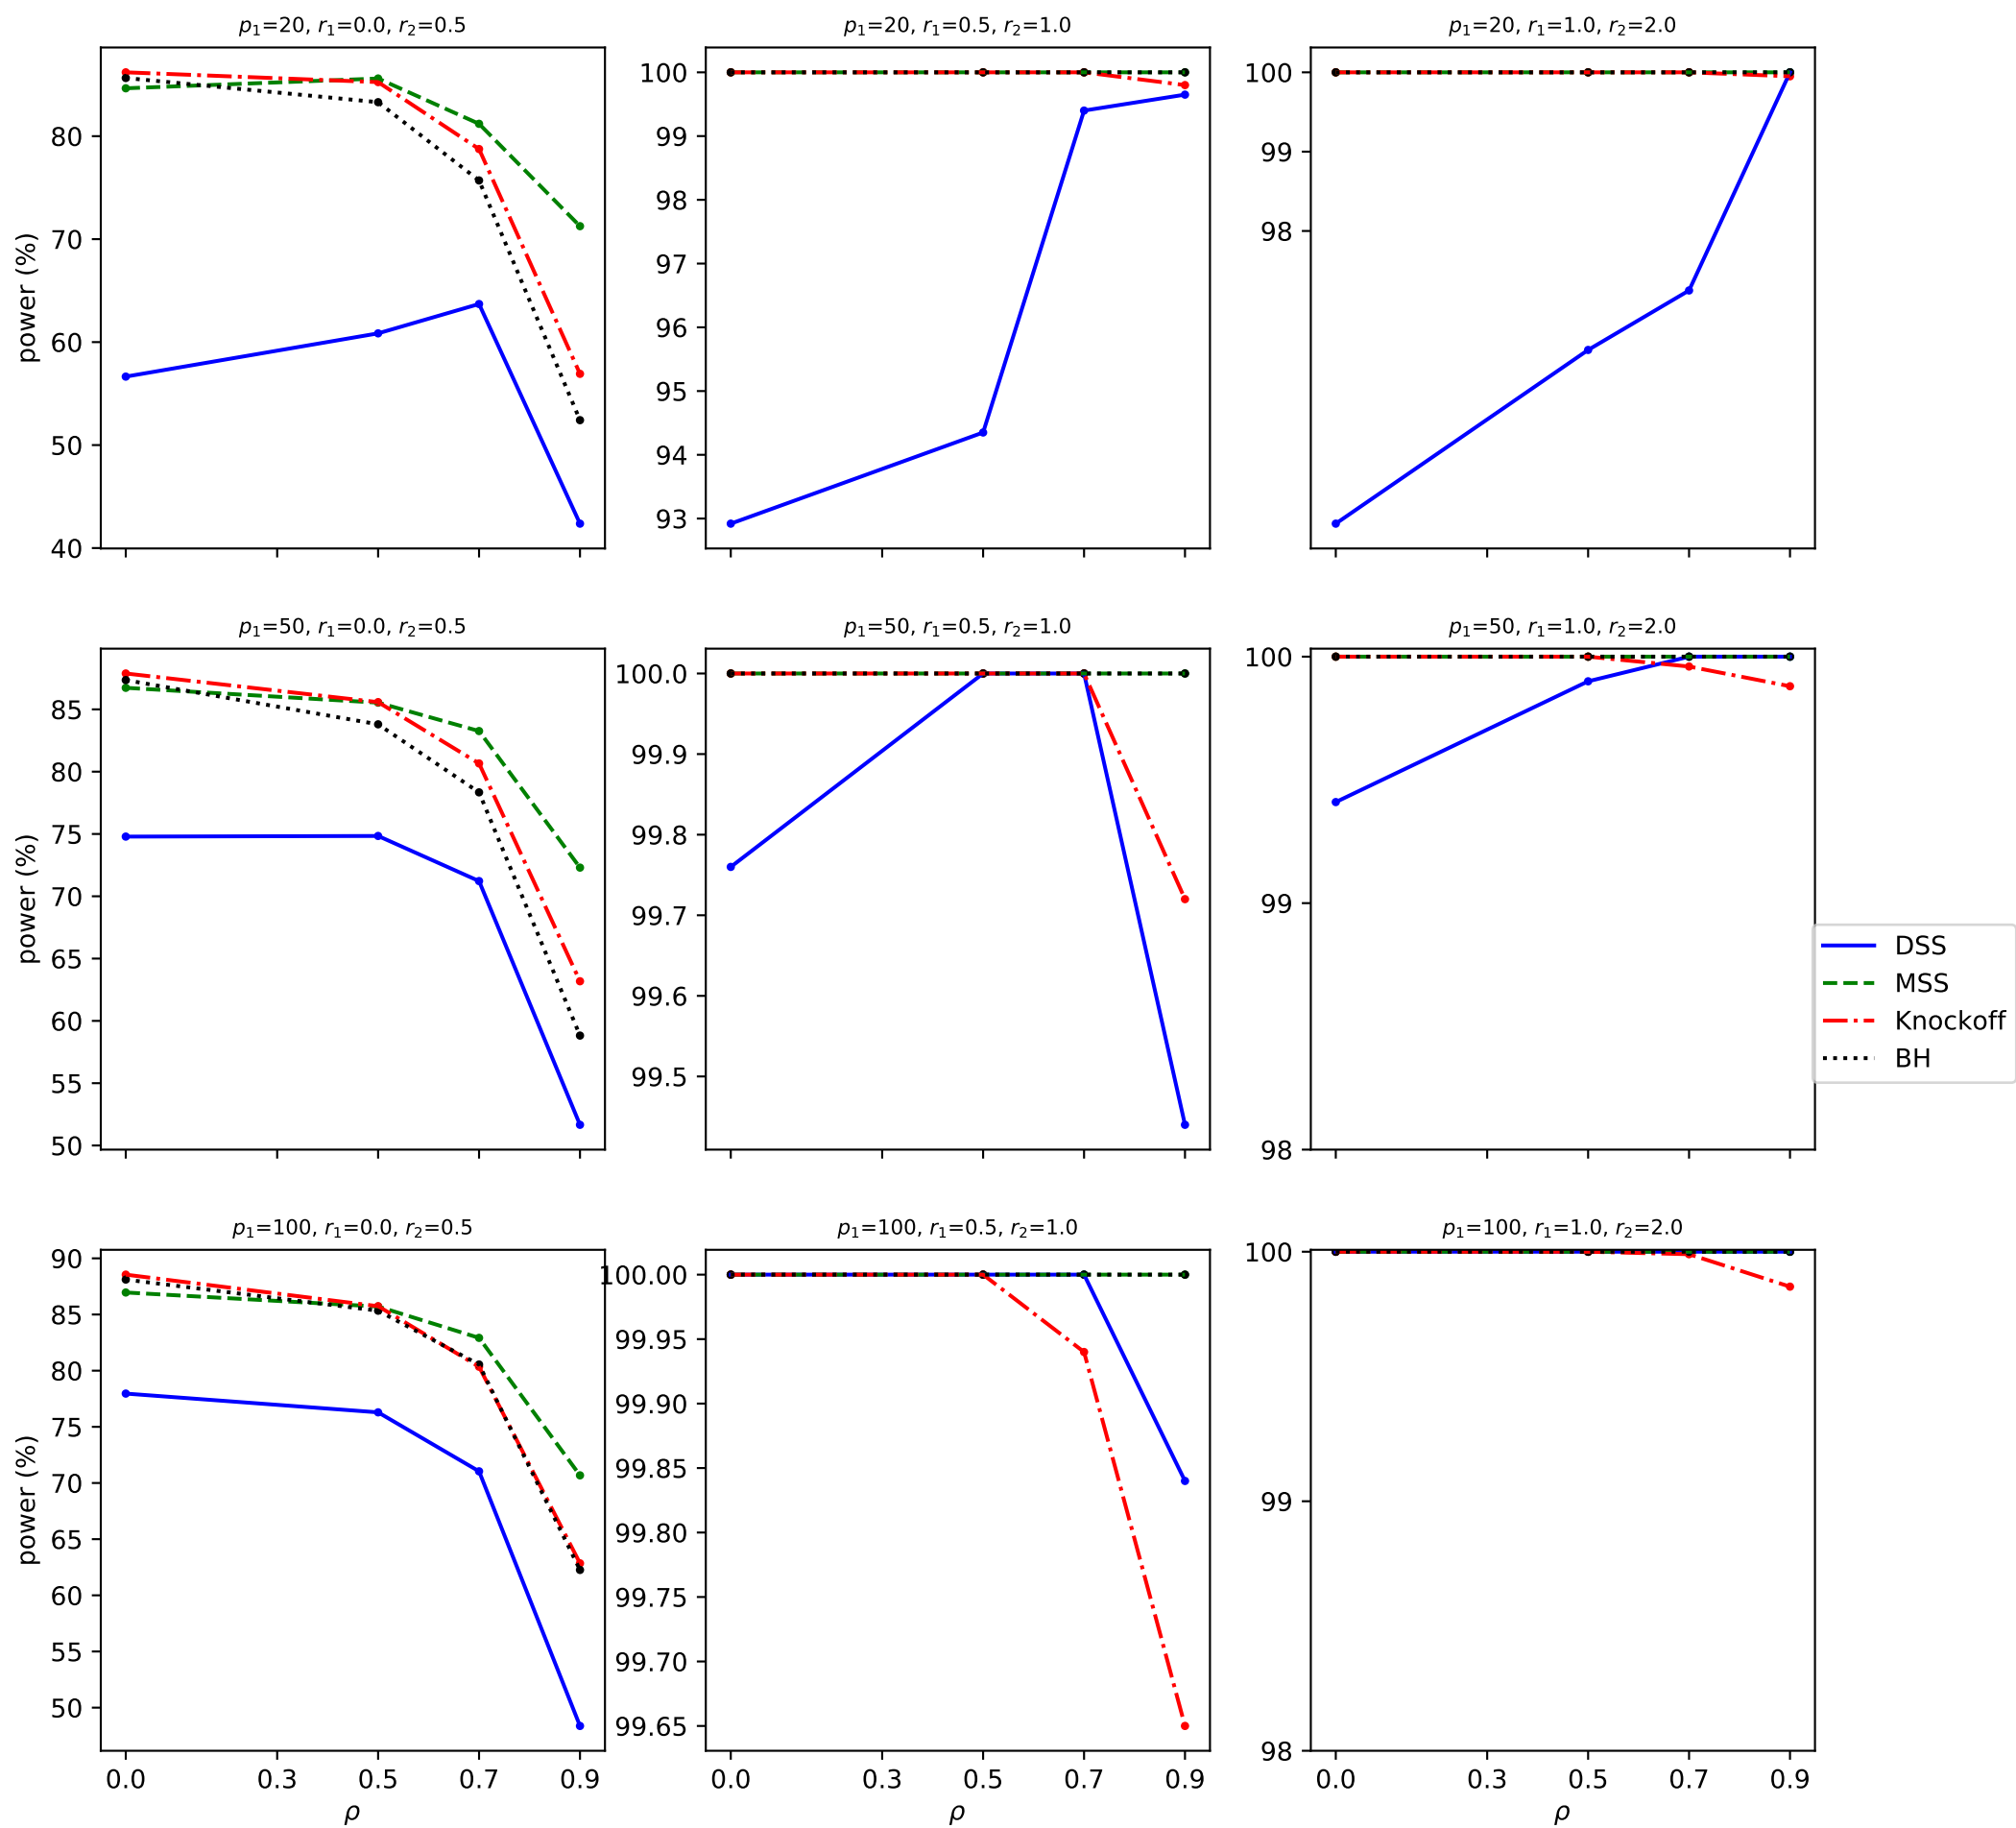 p1=20, r1=0.0, r2=0.5
p1=20, r1=0.5, r2=1.0
p1=20, r1=1.0, r2=2.0
power (%)
80
70
60
50
40
100
99
98
97
96
95
94
93
100
99
98
p1=50, r1=0.0, r2=0.5
p1=50, r1=0.5, r2=1.0
p1=50, r1=1.0, r2=2.0
power (%)
85
80
75
70
65
60
55
50
100.0
99.9
99.8
99.7
99.6
99.5
100
99
98
DSS
MSS
Knockoff
BH
p1=100, r1=0.0, r2=0.5
p1=100, r1=0.5, r2=1.0
p1=100, r1=1.0, r2=2.0
power (%)
90
85
80
75
70
65
60
55
50
100.00
99.95
99.90
99.85
99.80
99.75
99.70
99.65
100
99
98
0.0 0.3 0.5 0.7 0.9
0.0 0.3 0.5 0.7 0.9
0.0 0.3 0.5 0.7 0.9
ρ
ρ
ρ